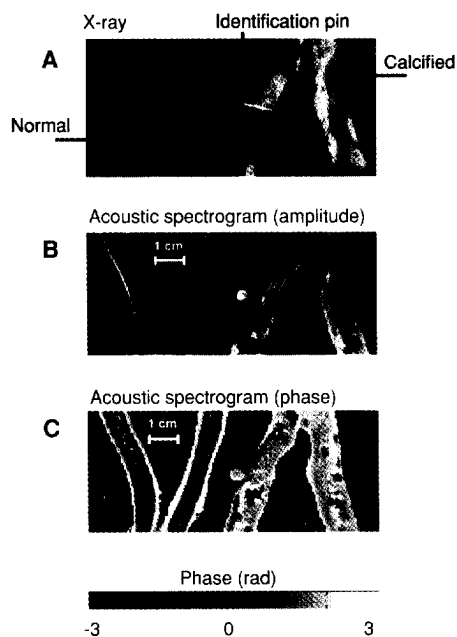 X-ray
Identification pin
A
Calcified
Normal
Acoustic spectrogram (amplitude)
B
1 cm
Acoustic spectrogram (phase)
C
1 cm
Phase (rad)
-3 0 3